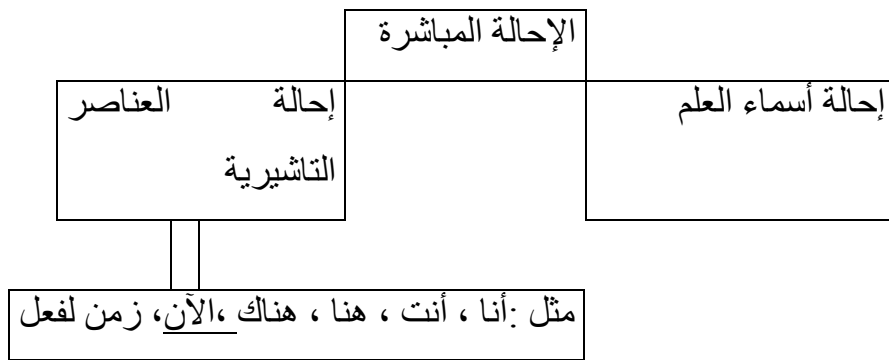 الإحالة المباشرة
إحالة أسماء العلم
إحالة العناصر
التاشيرية
مثل :أنا ، أنت ، هنا ، هناك ،الآن، زمن لفعل